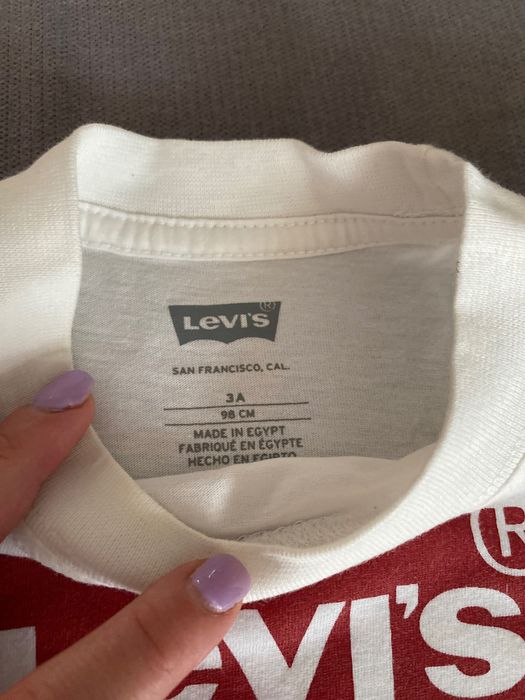 LEVI'S
®
SAN FRANCISCO, CAL.
3A
98 CM
MADE IN EGYPT
FABRIQUÉ EN ÉGYPTE
HECHO EN EGIPTO
®
LEVI'S